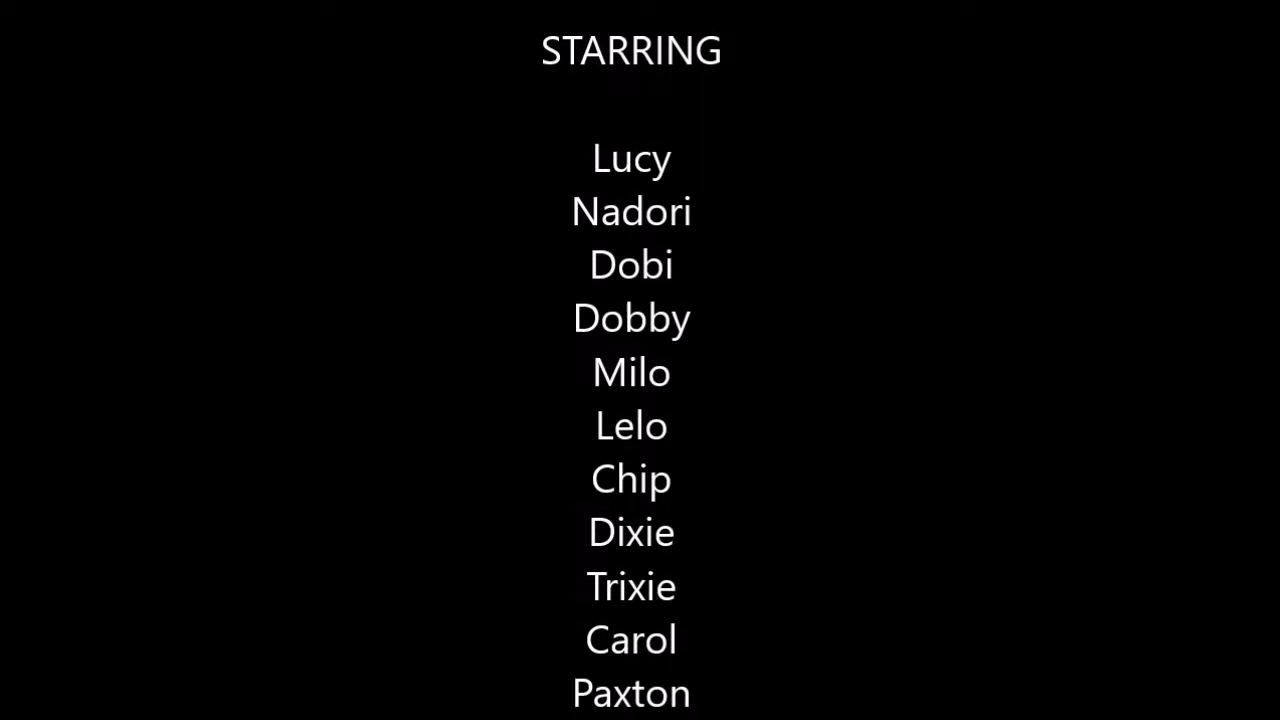 STARRING
Lucy
Nadori
Dobi
Dobby
Milo
Lelo
Chip
Dixie
Trixie
Carol
Paxton